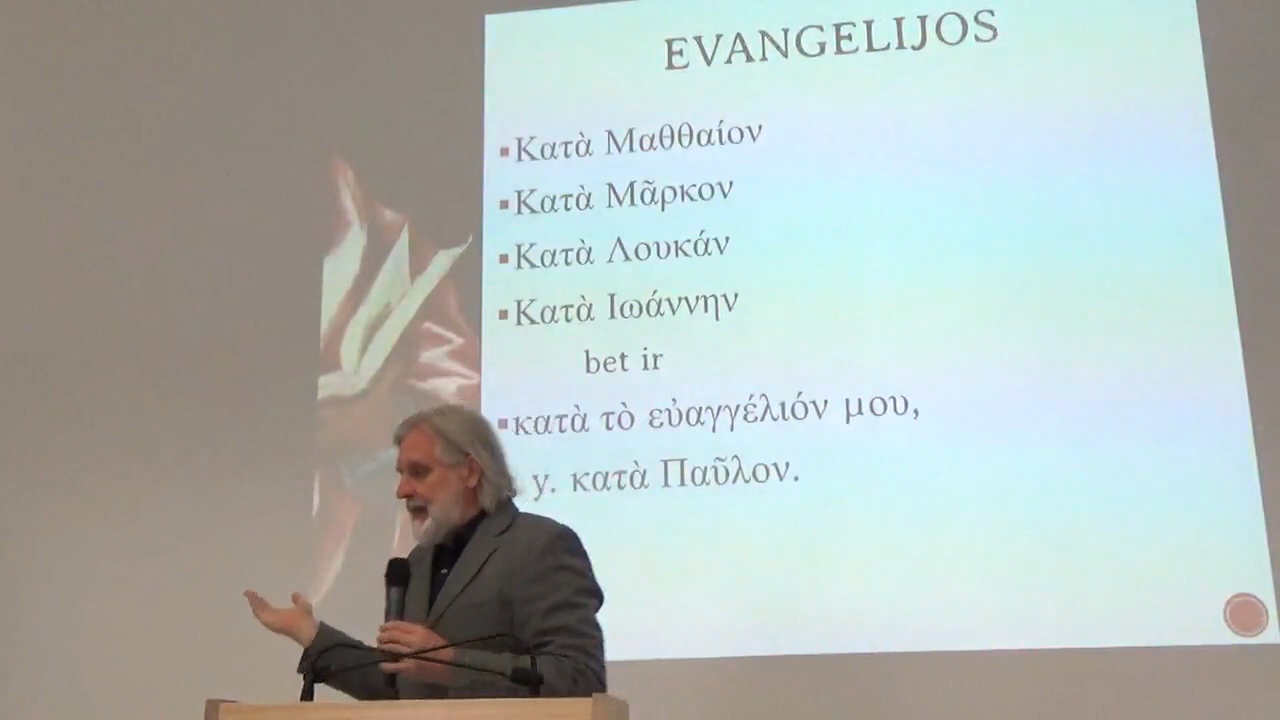 EVANGELIJOS
Κατὰ Μαθθαίον
Κατὰ Μᾶρκον
Κατὰ Λουκάν
Κατὰ Ιωάννην
bet ir
κατὰ τὸ εὐαγγέλιόν μου,
y. κατὰ Παῦλον.